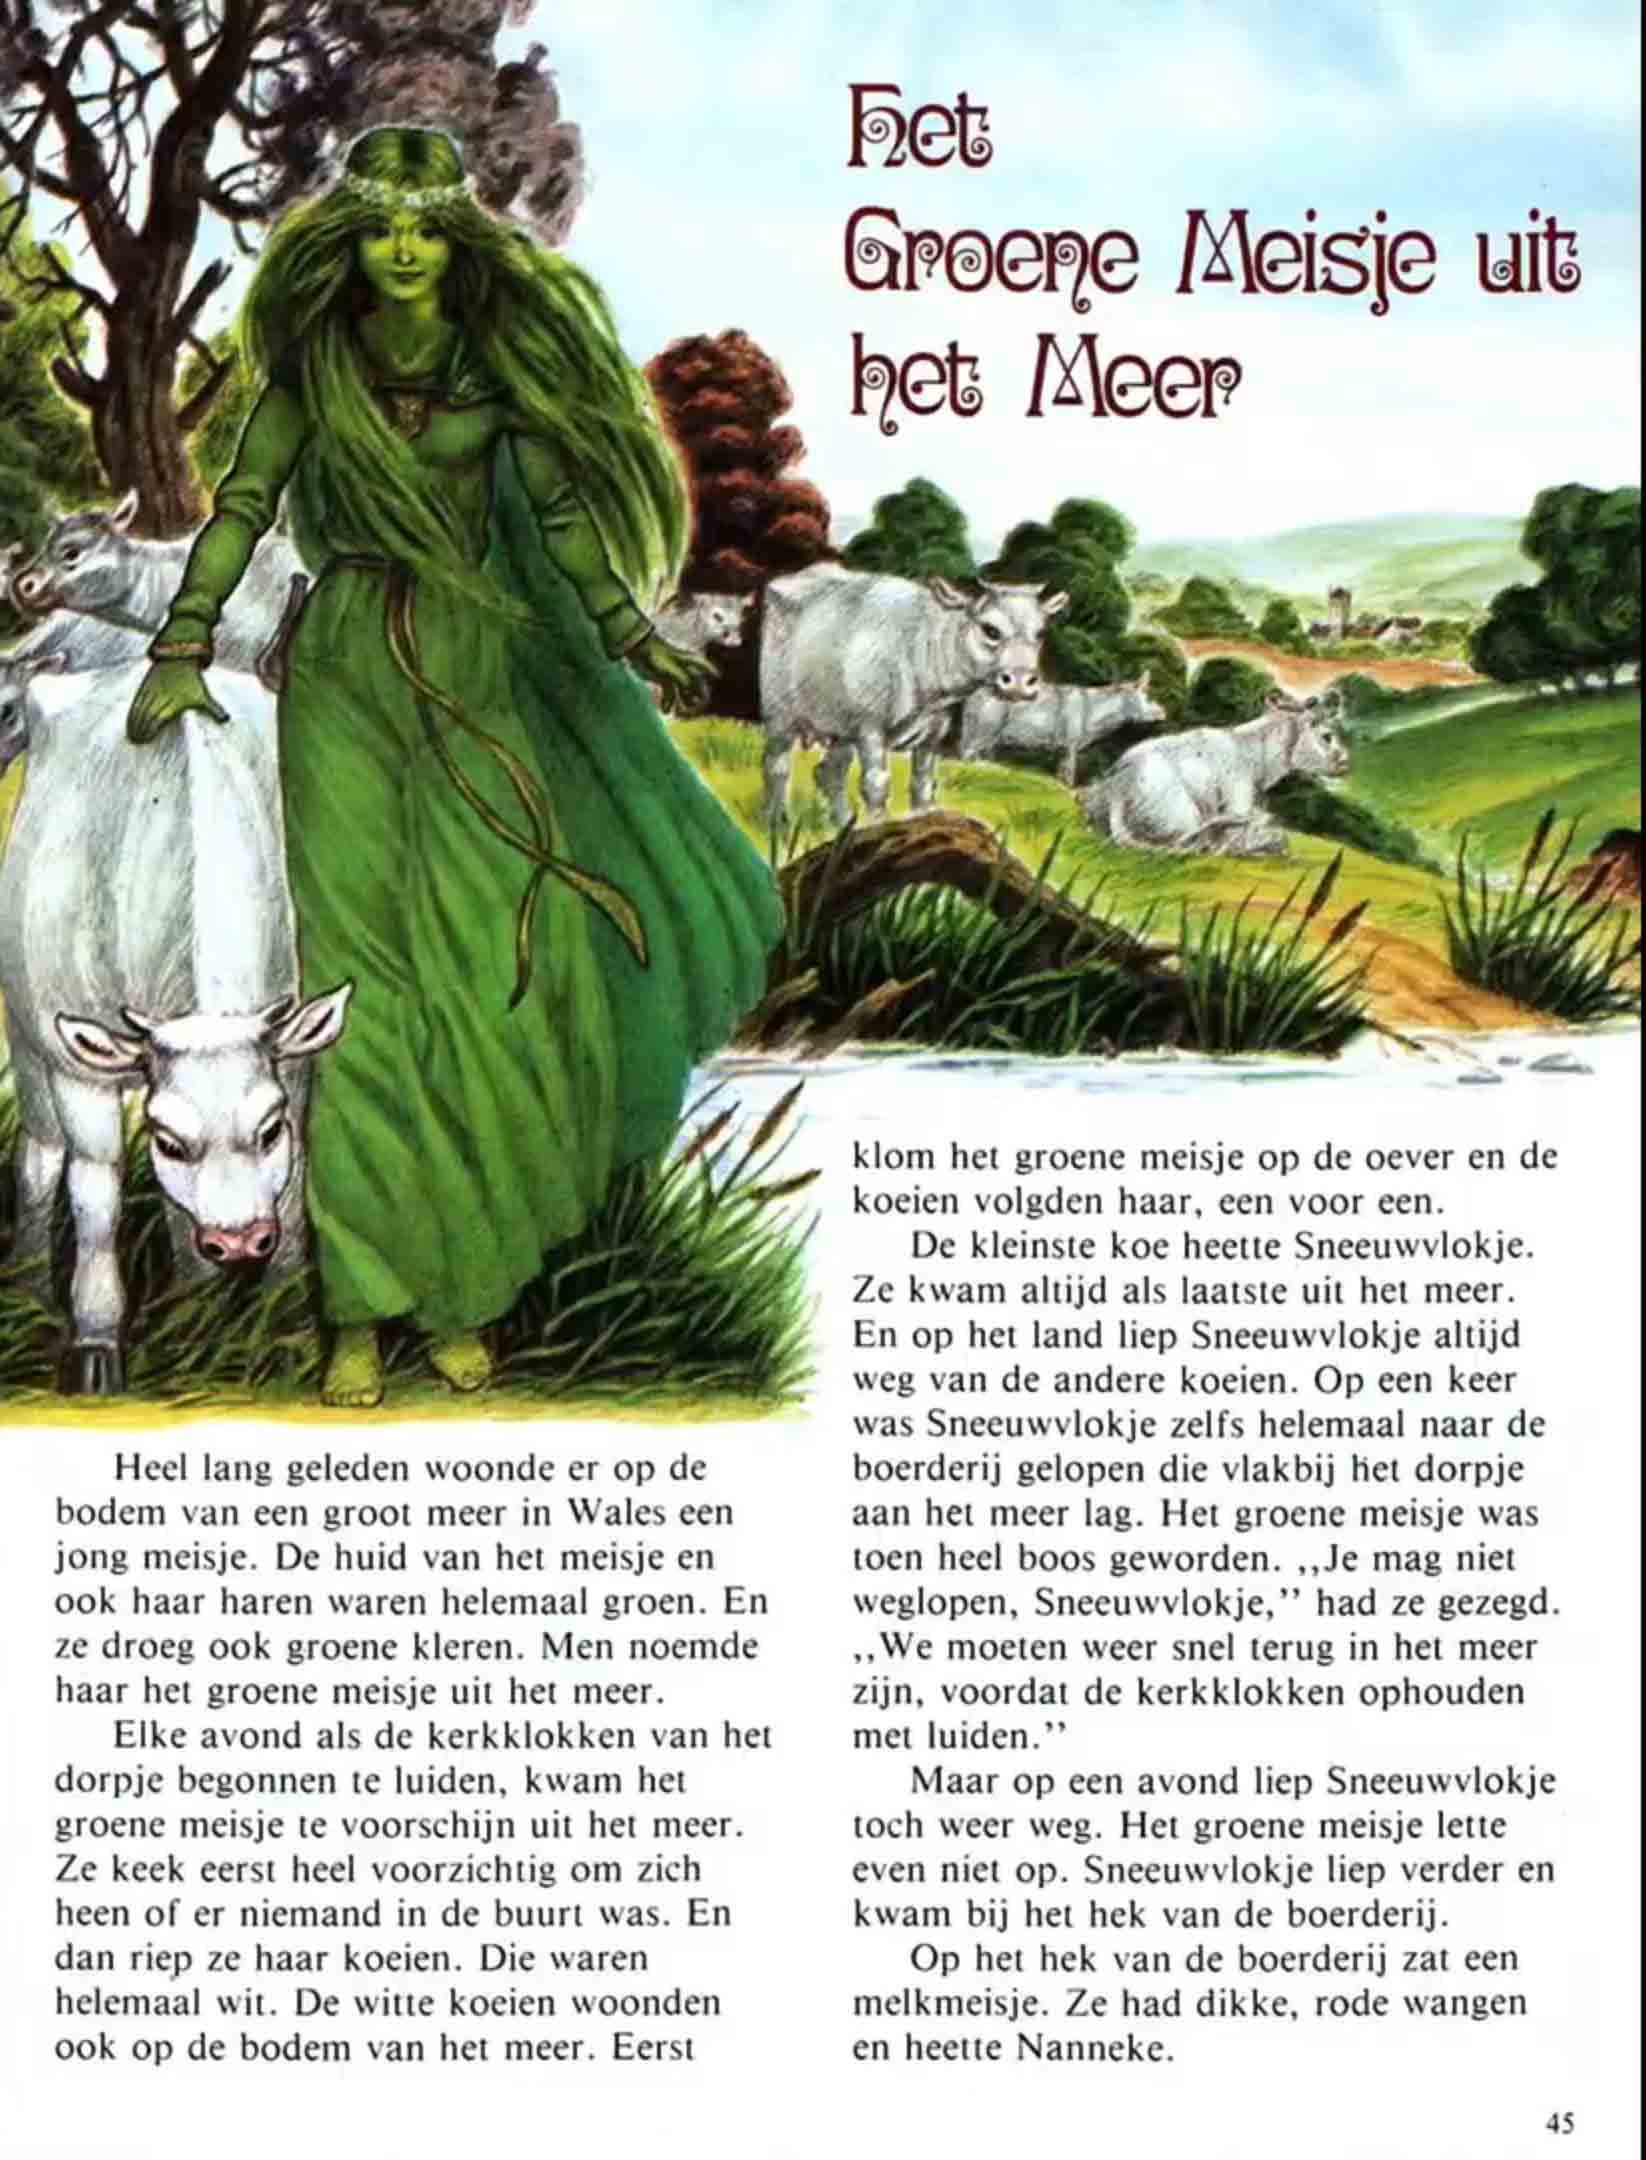 Het
Groene Meisje uit
het Meer
Heel lang geleden woonde er op de
bodem van een groot meer in Wales een
jong meisje. De huid van het meisje en
ook haar haren waren helemaal groen. En
ze droeg ook groene kleren. Men noemde
haar het groene meisje uit het meer.
Elke avond als de kerkklokken van het
dorpje begonnen te luiden, kwam het
groene meisje te voorschijn uit het meer.
Ze keek eerst heel voorzichtig om zich
heen of er niemand in de buurt was. En
dan riep ze haar koeien. Die waren
helemaal wit. De witte koeien woonden
ook op de bodem van het meer. Eerst
klom het groene meisje op de oever en de
koeien volgden haar, een voor een.
De kleinste koe heette Sneeuwvlokje.
Ze kwam altijd als laatste uit het meer.
En op het land liep Sneeuwvlokje altijd
weg van de andere koeien. Op een keer
was Sneeuwvlokje zelfs helemaal naar de
boerderij gelopen die vlakbij het dorpje
aan het meer lag. Het groene meisje was
toen heel boos geworden. ,,Je mag niet
weglopen, Sneeuwvlokje,” had ze gezegd.
,,We moeten weer snel terug in het meer
zijn, voordat de kerkklokken ophouden
met luiden.”
Maar op een avond liep Sneeuwvlokje
toch weer weg. Het groene meisje lette
even niet op. Sneeuwvlokje liep verder en
kwam bij het hek van de boerderij.
Op het hek van de boerderij zat een
melkmeisje. Ze had dikke, rode wangen
en heette Nanneke.
45